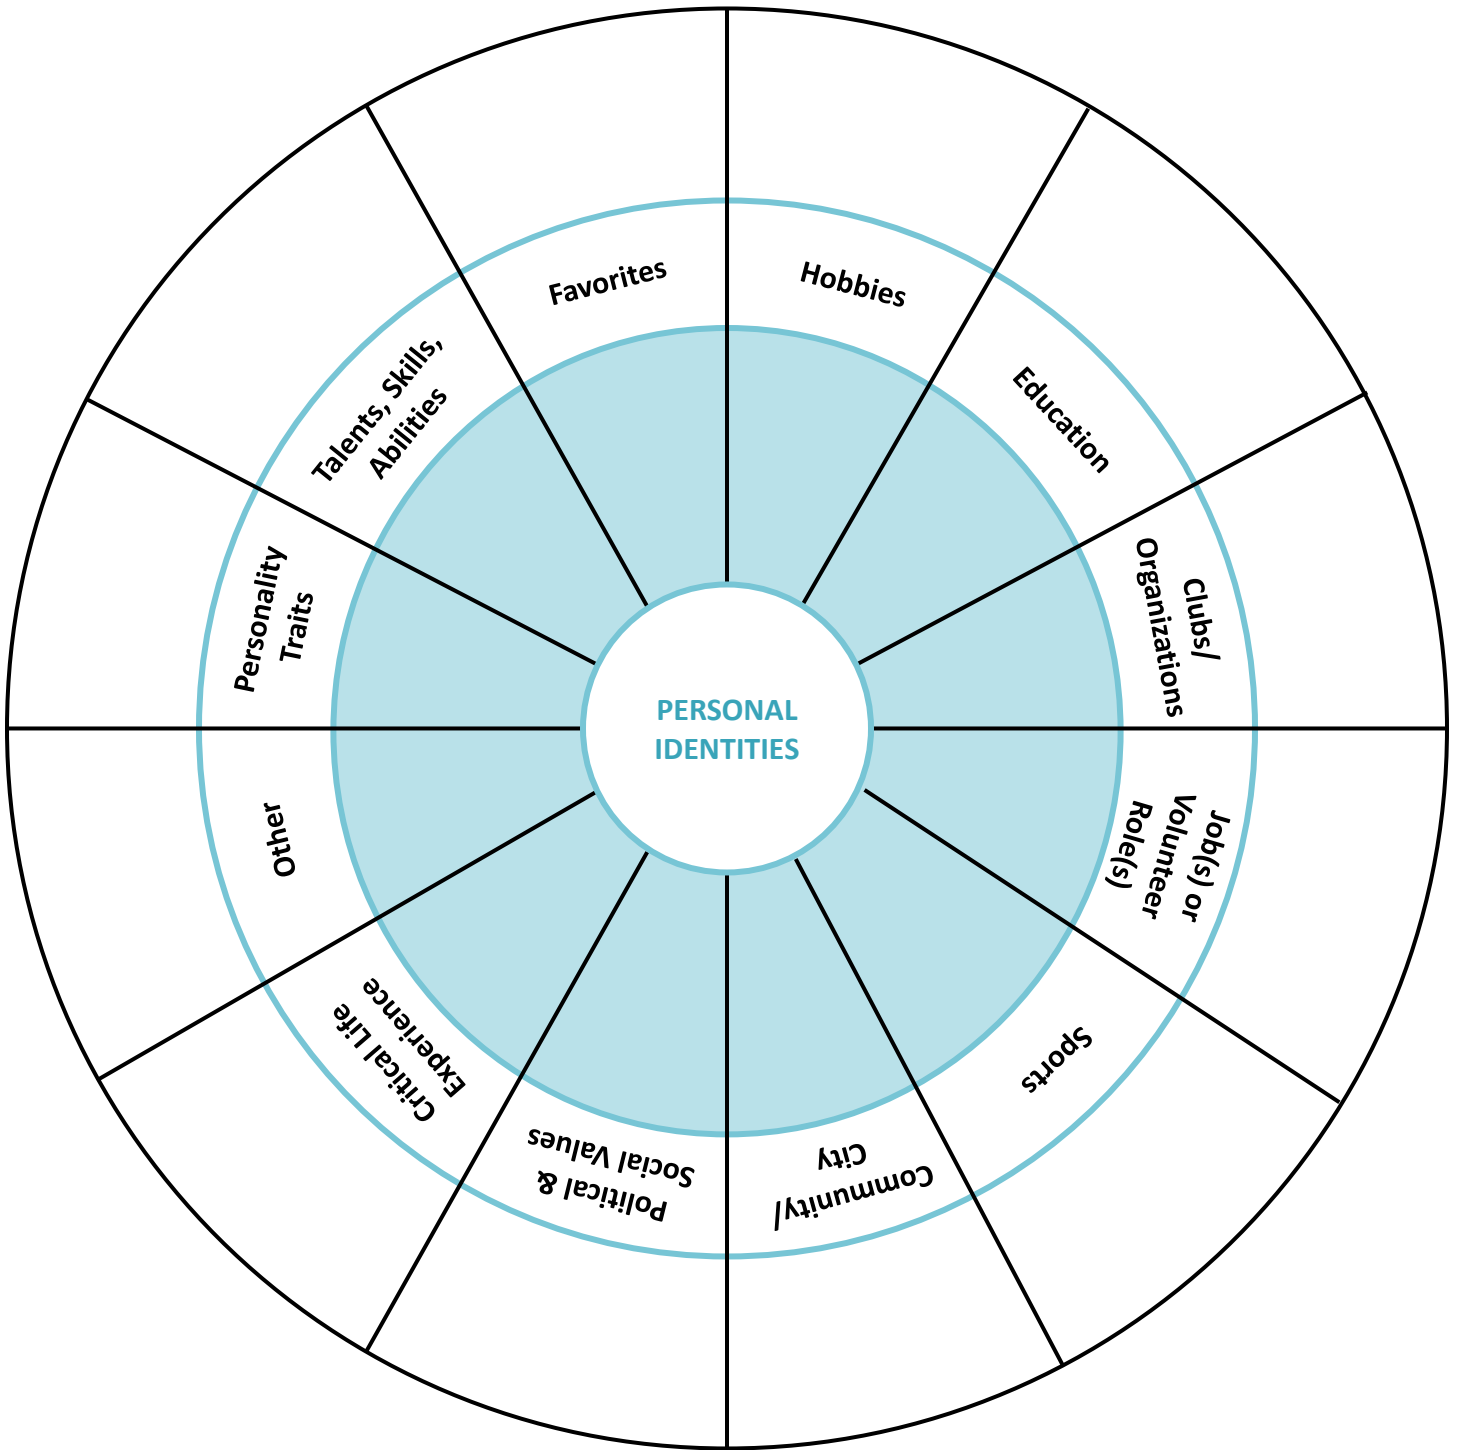 PERSONAL
IDENTITIES
Hobbies
Education
Clubs/
Organizations
Job(s) or
Volunteer
Role(s)
Sports
Community/
City
Political &
Social Values
Critical Life
Experience
Other
Personality
Traits
Talents, Skills,
Abilities
Favorites